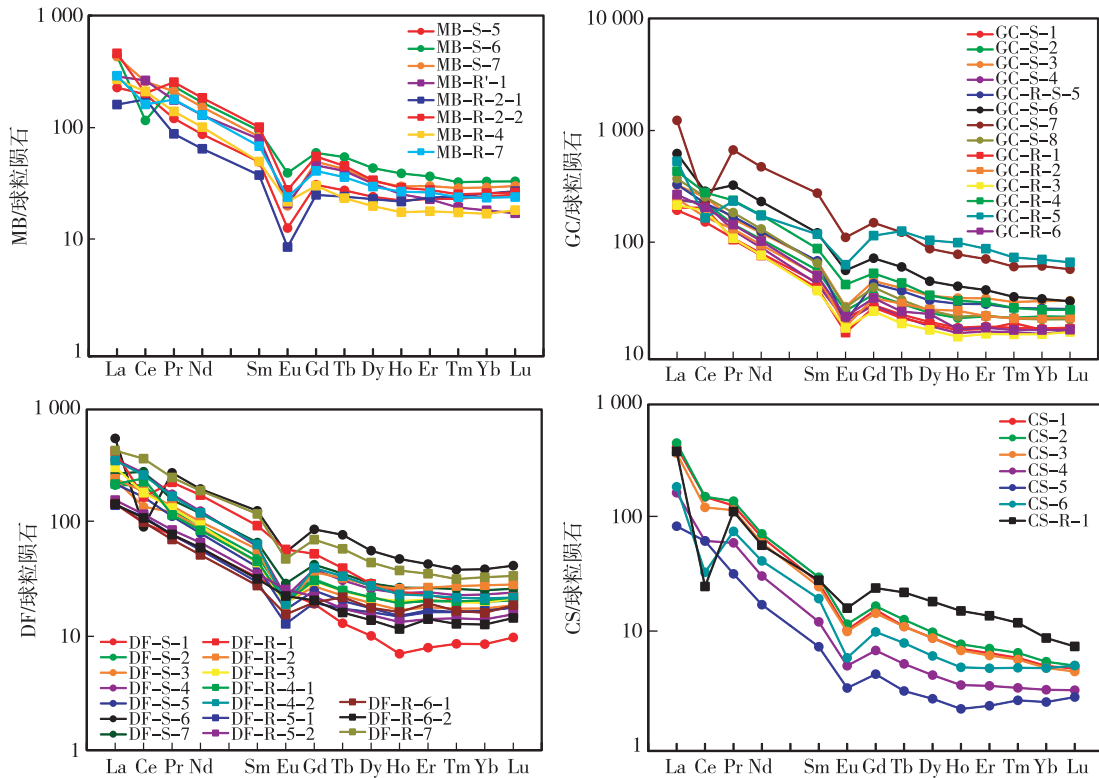 1 000
100
10
1
MB/球粒陨石
MB-S-5
MB-S-6
MB-S-7
MB-R'-1
MB-R-2-1
MB-R-2-2
MB-R-4
MB-R-7
La Ce Pr Nd Sm Eu Gd Tb Dy Ho Er Tm Yb Lu
10 000
1 000
100
10
GC/球粒陨石
GC-S-1
GC-S-2
GC-S-3
GC-S-4
GC-R-S-5
GC-S-6
GC-S-7
GC-S-8
GC-R-1
GC-R-2
GC-R-3
GC-R-4
GC-R-5
GC-R-6
La Ce Pr Nd Sm Eu Gd Tb Dy Ho Er Tm Yb Lu
1 000
100
10
1
DF/球粒陨石
DF-S-1 DF-R-1
DF-S-2 DF-R-2
DF-S-3 DF-R-3
DF-S-4 DF-R-4-1
DF-S-5 DF-R-4-2 DF-R-6-1
DF-S-6 DF-R-5-1 DF-R-6-2
DF-S-7 DF-R-5-2 DF-R-7
La Ce Pr Nd Sm Eu Gd Tb Dy Ho Er Tm Yb Lu
1 000
100
10
1
CS/球粒陨石
CS-1
CS-2
CS-3
CS-4
CS-5
CS-6
CS-R-1
La Ce Pr Nd Sm Eu Gd Tb Dy Ho Er Tm Yb Lu